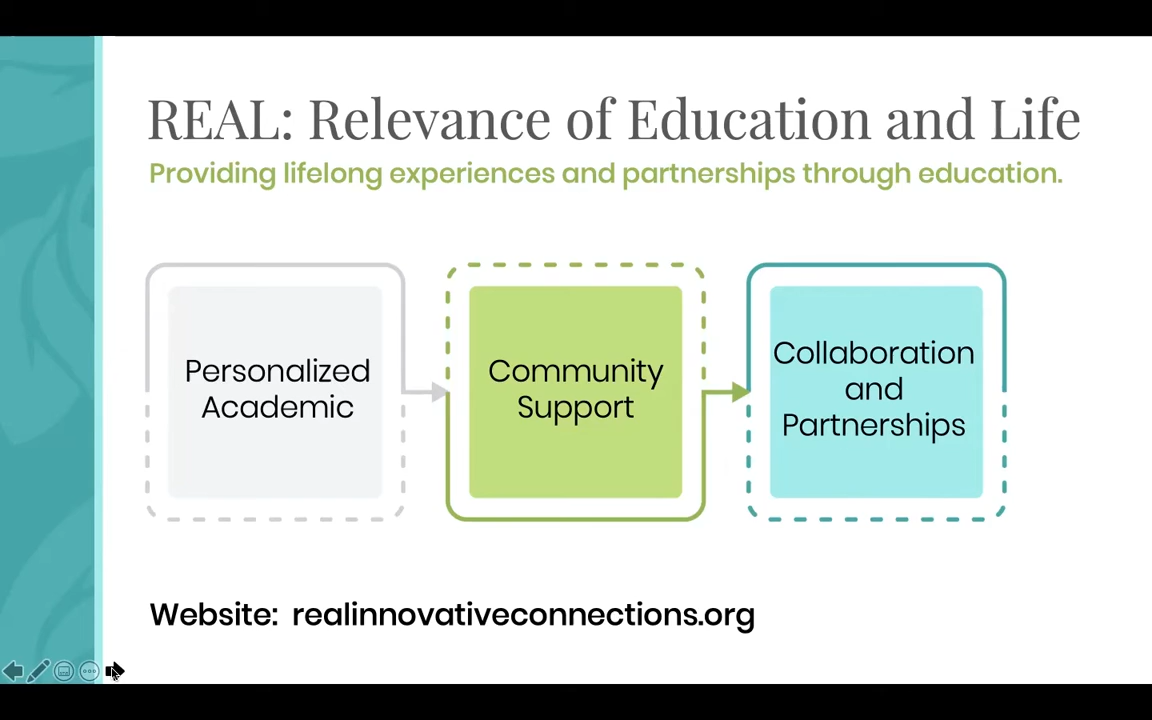 REAL: Relevance of Education and Life
Providing lifelong experiences and partnerships through education.
Personalized
Academic
Community
Support
Collaboration
and
Partnerships
Website: realinnovativeconnections.org